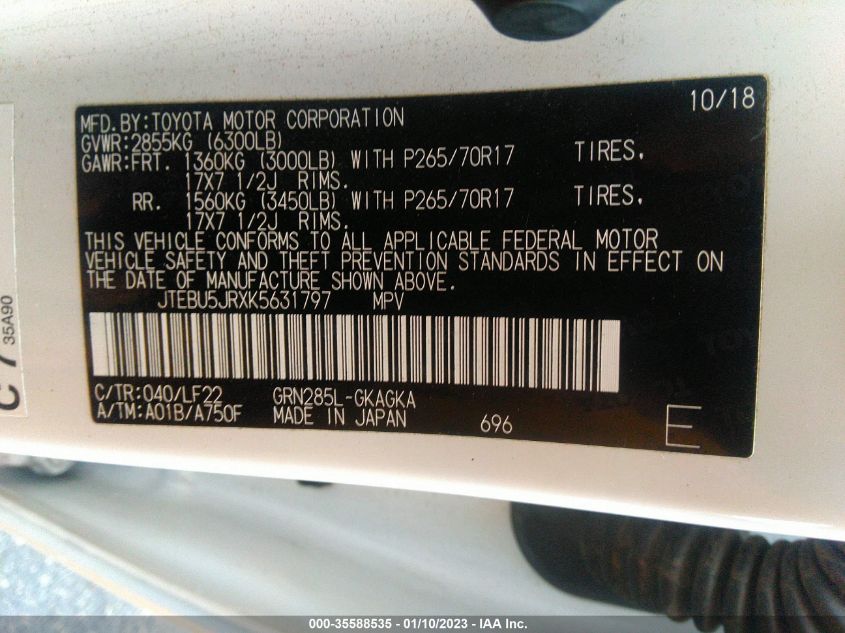 10/18
MFD.BY:TOYOTA MOTOR CORPORATION
GVWR:2855KG (6300LB)
GAWR:FRT. 1360KG (3000LB) WITH P265/70R17 TIRES,
17X7 1/2J RIMS.
RR. 1560KG (3450LB) WITH P265/70R17 TIRES,
17X7 1/2J RIMS.
THIS VEHICLE CONFORMS TO ALL APPLICABLE FEDERAL MOTOR
VEHICLE SAFETY AND THEFT PREVENTION STANDARDS IN EFFECT ON
THE DATE OF MANUFACTURE SHOWN ABOVE.
JTEBU5JRXK5631797 MPV
C/TR:040/LF22 GRN285L-GKAGKA
A/TM:A01B/A750F MADE IN JAPAN 696 E
C 7
35A90
000-35588535 - 01/10/2023 - IAA Inc.